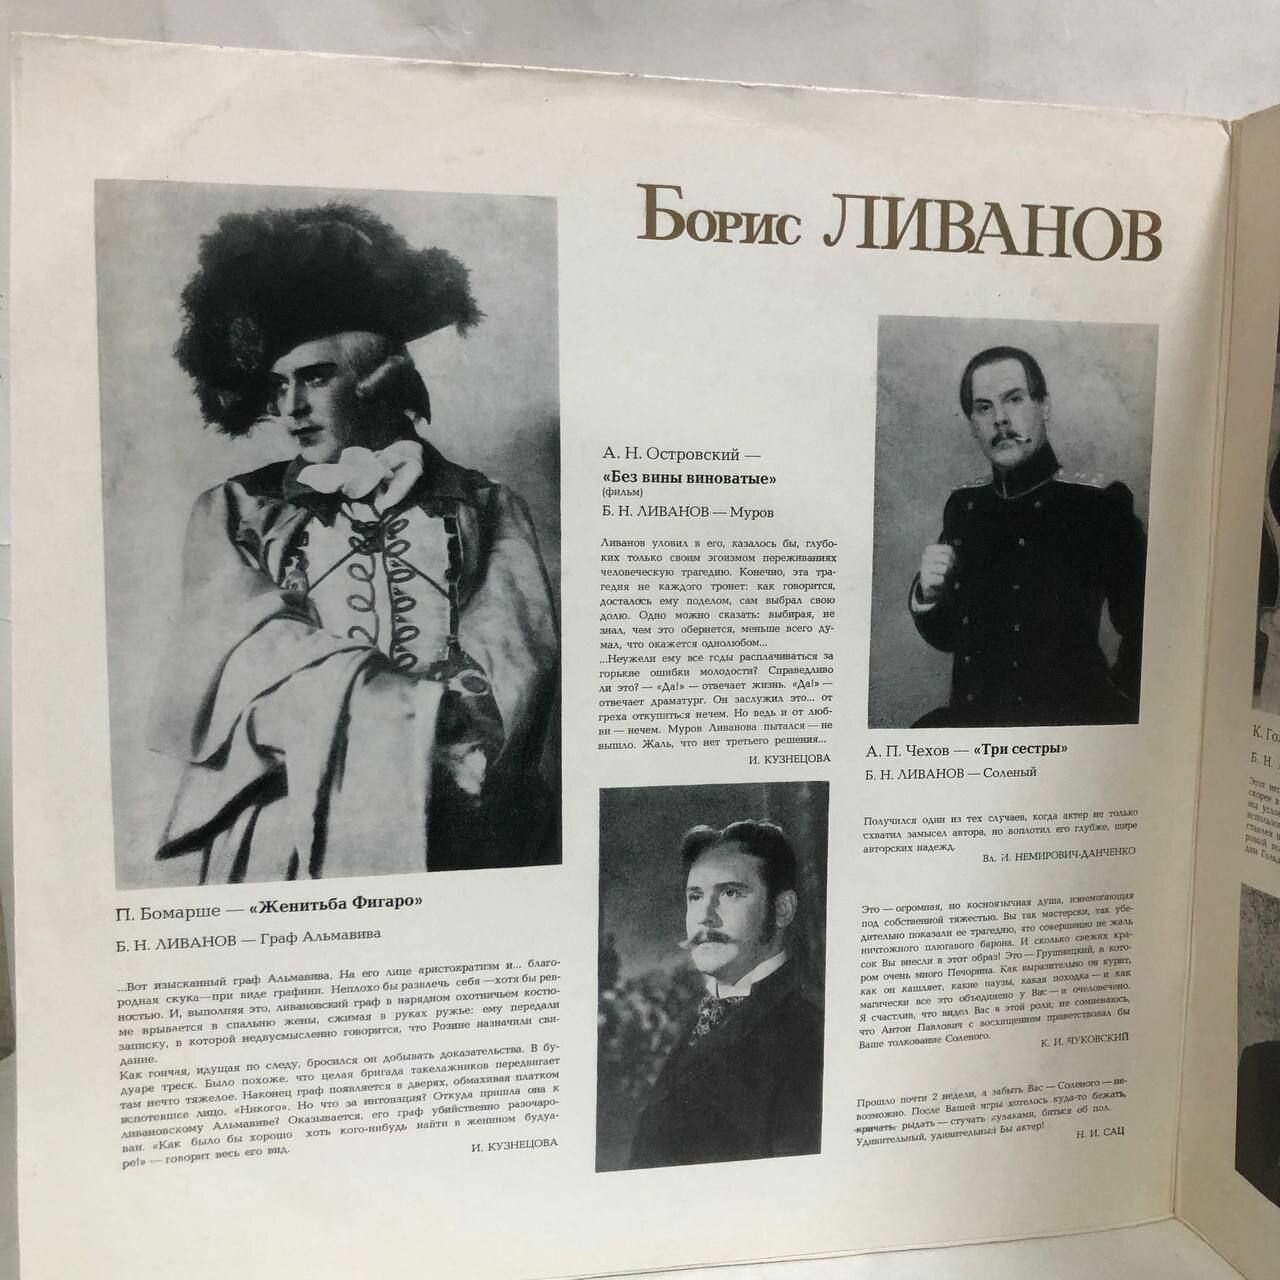 Борис ЛИВАНОВ
П. Бомарше — «Женитьба Фигаро»
Б. Н. ЛИВАНОВ — Граф Альмавива
...Вот изысканный граф Альмавива. На его лице аристократизм и... благо-
родная скука—при виде графини. Неплохо бы развлечь себя —хотя бы рев-
ностью. И, выполняя это, ливановский граф в нарядном охотничьем костю-
ме врывается в спальню жены, сжимая в руках ружье: ему передали
записку, в которой недвусмысленно говорится, что Розине назначили сви-
дание.
Как гончая, идущая по следу, бросился он добывать доказательства. В бу-
дуаре треск. Было похоже, что целая бригада такелажников передвигает
там нечто тяжелое. Наконец граф появляется в дверях, обмахивая платком
вспотевшее лицо. «Никого». Но что за интонация? Откуда пришла она к
ливановскому Альмавиве? Оказывается, его граф убийственно разочаро-
ван. «Как было бы хорошо хоть кого-нибудь найти в женином будуа-
ре!» — говорит весь его вид.
И. КУЗНЕЦОВА
А. Н. Островский —
«Без вины виноватые»
(фильм)
Б. Н. ЛИВАНОВ — Муров
Ливанов уловил в его, казалось бы, глубо-
ких только своим эгоизмом переживаниях
человеческую трагедию. Конечно, эта тра-
гедия не каждого тронет: как говорится,
досталось ему поделом, сам выбрал свою
долю. Одно можно сказать: выбирая, не
знал, чем это обернется, меньше всего ду-
мал, что окажется однолюбом...
...Неужели ему все годы расплачиваться за
горькие ошибки молодости? Справедливо
ли это? — «Да!» — отвечает жизнь. «Да!» —
отвечает драматург. Он заслужил это... от
греха откупиться нечем. Но ведь и от люб-
ви — нечем. Муров Ливанова пытался — не
вышло. Жаль, что нет третьего решения...
И. КУЗНЕЦОВА
А. П. Чехов — «Три сестры»
Б. Н. ЛИВАНОВ — Соленый
Получился один из тех случаев, когда актер не только
схватил замысел автора, но воплотил его глубже, шире
авторских надежд.
Вл. И. НЕМИРОВИЧ-ДАНЧЕНКО
Это — огромная, но косноязычная душа, изнемогающая
под собственной тяжестью. Вы так мастерски, так убе-
дительно показали ее трагедию, что совершенно не жаль
ничтожного плюгавого барона. И сколько свежих кра-
сок Вы внесли в этот образ! Это — Грушницкий, в кото-
ром очень много Печорина. Как выразительно он курит,
как он кашляет, какие паузы, какая походка — и как
магически все это объединено у Вас — и очеловечено.
Я счастлив, что видел Вас в этой роли; не сомневаюсь,
что Антон Павлович с восхищением приветствовал бы
Ваше толкование Соленого.
К. И. ЧУКОВСКИЙ
Прошло почти 2 недели, а забыть Вас — Соленого — не-
возможно. После Вашей игры хотелось куда-то бежать,
кричать, рыдать — стучать кулаками, биться об пол.
Удивительный, удивительный Вы актер!
Н. И. САЦ
К. Го
Б. Н.